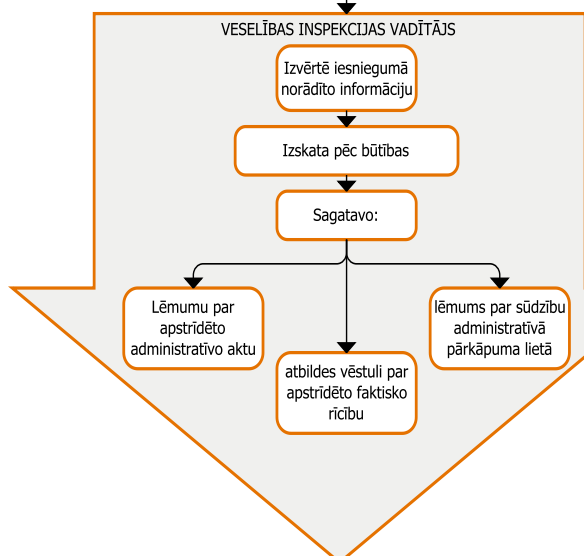 VESELĪBAS INSPEKCIJAS VADĪTĀJS
Izvērtē iesniegumā
norādīto informāciju
Izskata pēc būtības
Sagatavo:
Lēmumu par
apstrīdēto
administratīvo aktu
atbildes vēstuli par
apstrīdēto faktisko
rīcību
lēmums par sūdzību
administratīvā
pārkāpuma lietā